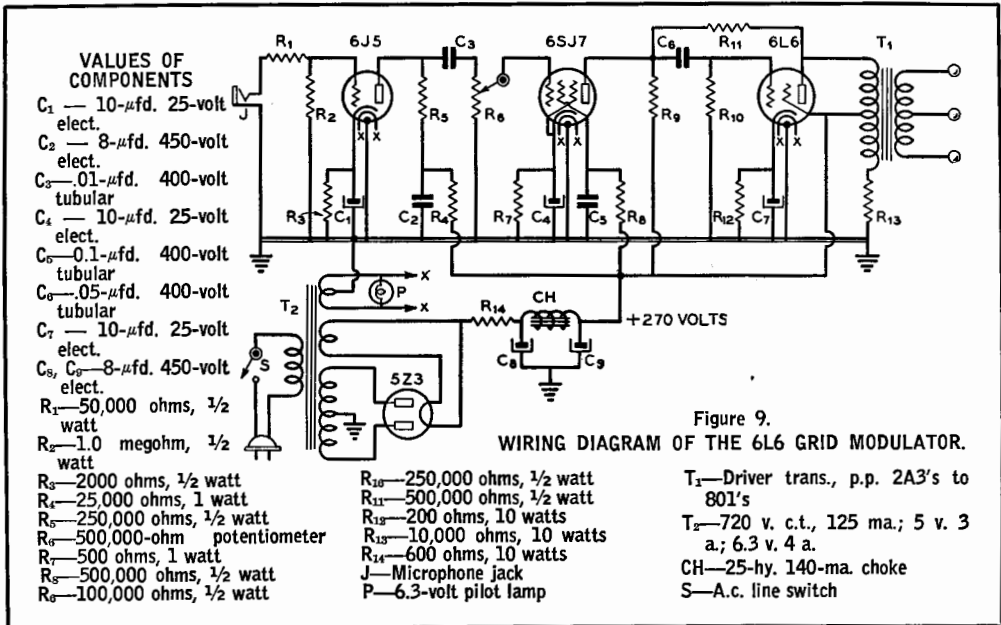 VALUES OF
COMPONENTS
C₁ — 10-μfd. 25-volt
elect.
C₂ — 8-μfd. 450-volt
elect.
C₃—.01-μfd. 400-volt
tubular
C₄ — 10-μfd. 25-volt
elect.
C₅—0.1-μfd. 400-volt
tubular
C₆—.05-μfd. 400-volt
tubular
C₇ — 10-μfd. 25-volt
elect.
C₈, C₉—8-μfd. 450-volt
elect.
R₁—50,000 ohms, ½
watt
R₂—1.0 megohm, ½
watt
R₃—2000 ohms, ½ watt
R₄—25,000 ohms, 1 watt
R₅—250,000 ohms, ½ watt
R₆—500,000-ohm potentiometer
R₇—500 ohms, 1 watt
R₈—500,000 ohms, ½ watt
R₆—100,000 ohms, ½ watt
R₁₀—250,000 ohms, ½ watt
R₁₁—500,000 ohms, ½ watt
R₁₂—200 ohms, 10 watts
R₁₃—10,000 ohms, 10 watts
R₁₄—600 ohms, 10 watts
J—Microphone jack
P—6.3-volt pilot lamp
T₁—Driver trans., p.p. 2A3's to
801's
T₂—720 v. c.t., 125 ma.; 5 v. 3
a.; 6.3 v. 4 a.
CH—25-hy. 140-ma. choke
S—A.c. line switch
R₁ 6J5 C₃ 6SJ7 C₆ R₁₁ 6L6 T₁
J R₂ R₅ R₆ R₉ R₁₀
X X X X X X
R₃ C₁ C₂ R₄ R₇ C₄ C₅ R₈ R₁₂ C₇ R₁₃
T₂ P X X
R₁₄ CH +270 VOLTS
S C₈ C₉
5Z3
Figure 9.
WIRING DIAGRAM OF THE 6L6 GRID MODULATOR.